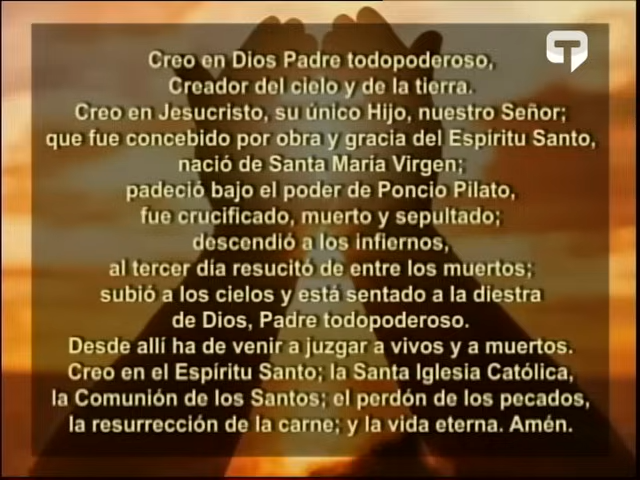 Creo en Dios Padre todopoderoso,
Creador del cielo y de la tierra.
Creo en Jesucristo, su único Hijo, nuestro Señor;
que fue concebido por obra y gracia del Espíritu Santo,
nació de Santa María Virgen;
padeció bajo el poder de Poncio Pilato,
fue crucificado, muerto y sepultado;
descendió a los infiernos,
al tercer día resucitó de entre los muertos;
subió a los cielos y está sentado a la diestra
de Dios, Padre todopoderoso.
Desde allí ha de venir a juzgar a vivos y a muertos.
Creo en el Espíritu Santo; la Santa Iglesia Católica,
la Comunión de los Santos; el perdón de los pecados,
la resurrección de la carne; y la vida eterna. Amén.